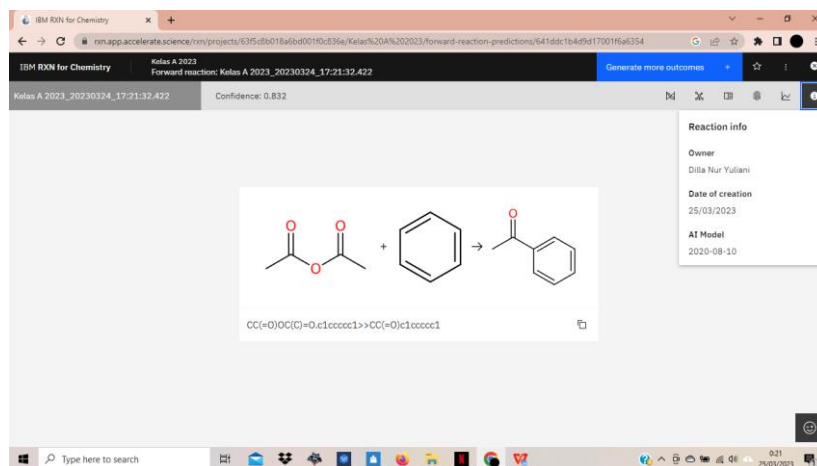 IBM RXN for Chemistry
rxn.app.accelerate.science/rxn/projects/63f5c8b018a6bd001f0c836e/Kelas%20A%202023/forward-reaction-predictions/641ddc1b4d9d17001f6a6354
IBM RXN for Chemistry
Kelas A 2023
Forward reaction: Kelas A 2023_20230324_17:21:32.422
Generate more outcomes +
Kelas A 2023_20230324_17:21:32.422
Confidence: 0.832
Reaction info
Owner
Dilla Nur Yuliani
Date of creation
25/03/2023
AI Model
2020-08-10
O O O
O
+
CC(=O)OC(C)=O.c1ccccc1>>CC(=O)c1ccccc1
Type here to search
0:21
25/03/2023